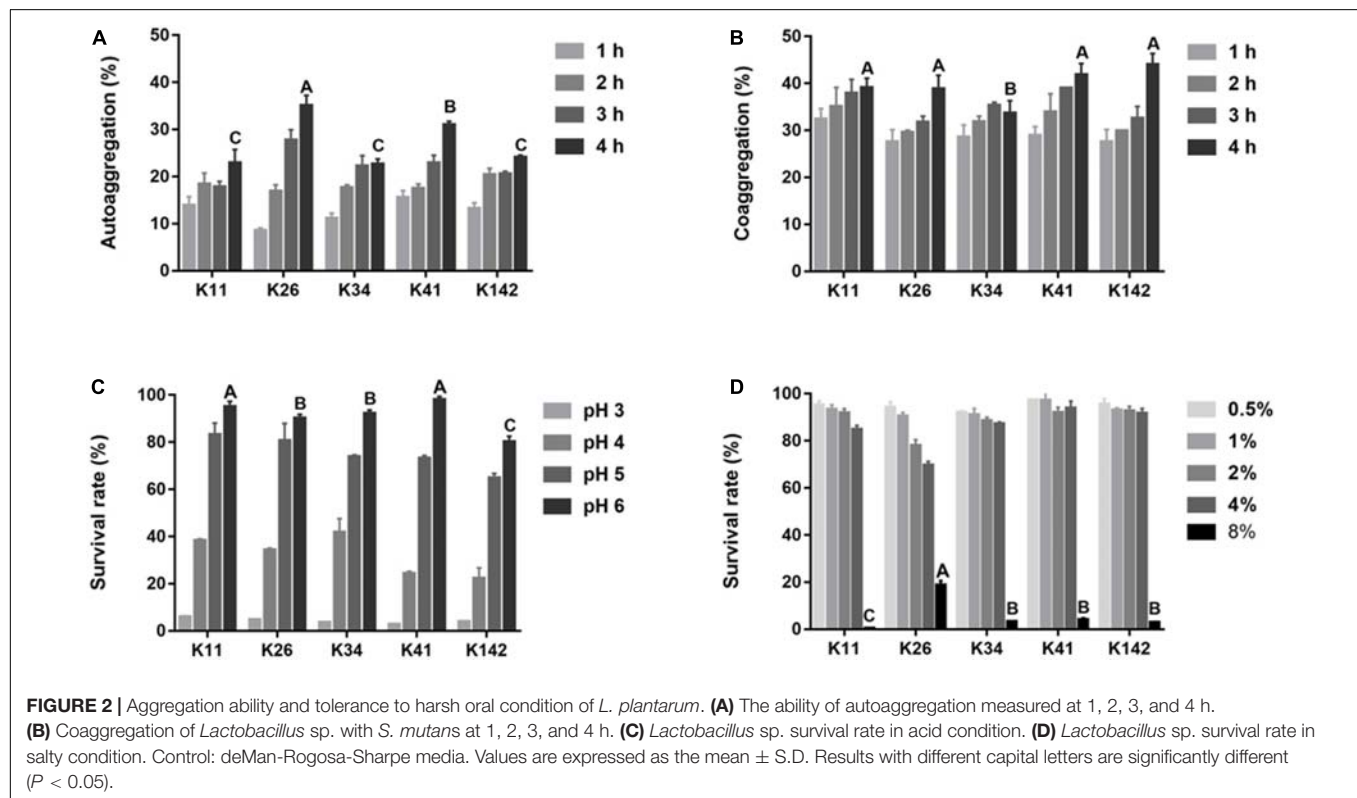 A
50
40
30
20
10
0
Autoaggregation (%)
C
A
C
B
C
K11 K26 K34 K41 K142
1 h
2 h
3 h
4 h
B
50
40
30
20
10
0
Coaggregation (%)
A
A
B
A
A
K11 K26 K34 K41 K142
1 h
2 h
3 h
4 h
C
100
80
60
40
20
0
Survival rate (%)
A
B
B
A
C
K11 K26 K34 K41 K142
pH 3
pH 4
pH 5
pH 6
D
100
80
60
40
20
0
Survival rate (%)
C
A
B
B
B
K11 K26 K34 K41 K142
0.5%
1%
2%
4%
8%
FIGURE 2 | Aggregation ability and tolerance to harsh oral condition of L. plantarum. (A) The ability of autoaggregation measured at 1, 2, 3, and 4 h.
(B) Coaggregation of Lactobacillus sp. with S. mutans at 1, 2, 3, and 4 h. (C) Lactobacillus sp. survival rate in acid condition. (D) Lactobacillus sp. survival rate in
salty condition. Control: deMan-Rogosa-Sharpe media. Values are expressed as the mean ± S.D. Results with different capital letters are significantly different
(P < 0.05).